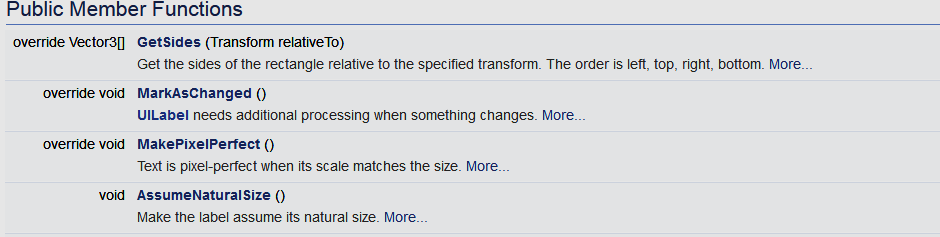 Public Member Functions
override Vector3[] GetSides (Transform relativeTo)
Get the sides of the rectangle relative to the specified transform. The order is left, top, right, bottom. More...
override void MarkAsChanged ()
UILabel needs additional processing when something changes. More...
override void MakePixelPerfect ()
Text is pixel-perfect when its scale matches the size. More...
void AssumeNaturalSize ()
Make the label assume its natural size. More...